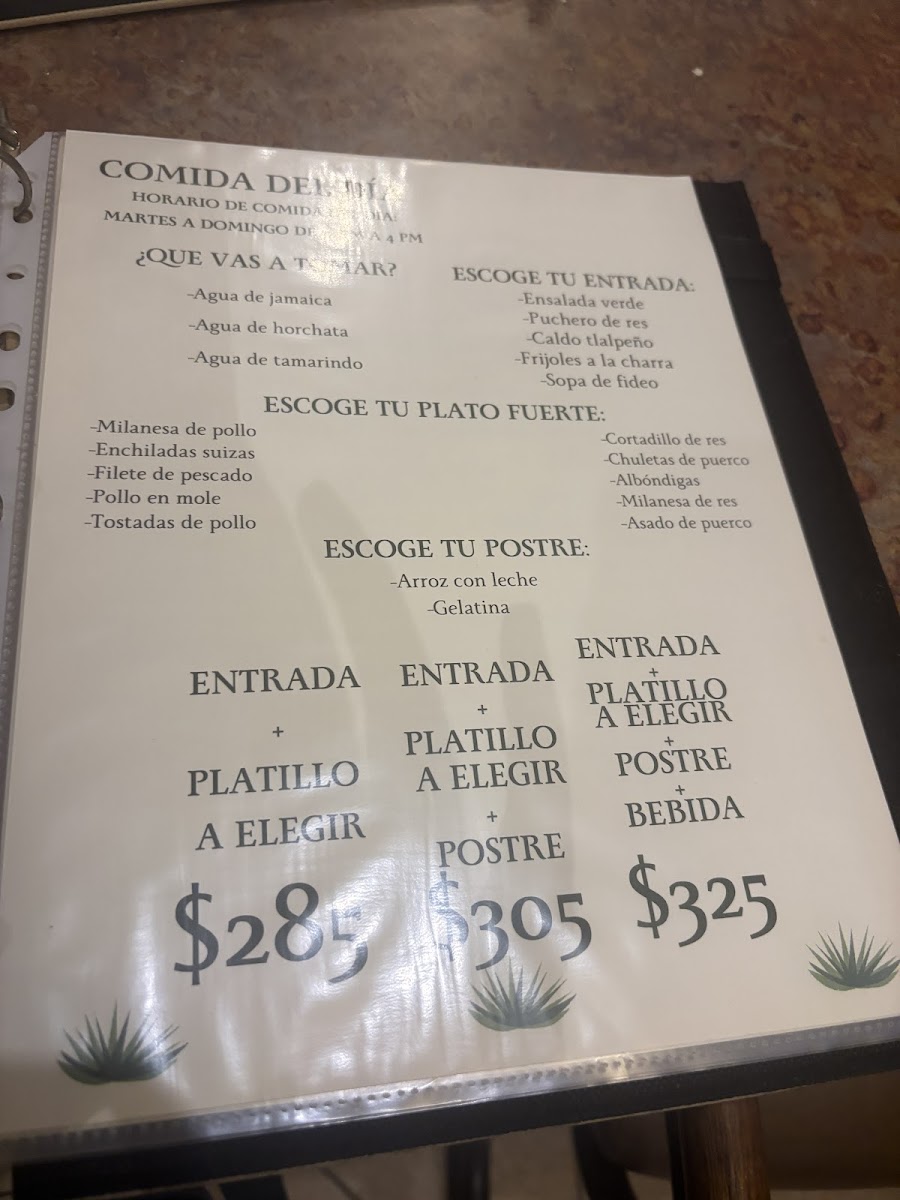 COMIDA DEL DÍA
HORARIO DE COMIDA DIA:
MARTES A DOMINGO DE A 4 PM
¿QUE VAS A TOMAR?
-Agua de jamaica
-Agua de horchata
-Agua de tamarindo
ESCOGE TU ENTRADA:
-Ensalada verde
-Puchero de res
-Caldo tlalpeño
-Frijoles a la charra
-Sopa de fideo
ESCOGE TU PLATO FUERTE:
-Milanesa de pollo
-Enchiladas suizas
-Filete de pescado
-Pollo en mole
-Tostadas de pollo
-Cortadillo de res
-Chuletas de puerco
-Albóndigas
-Milanesa de res
-Asado de puerco
ESCOGE TU POSTRE:
-Arroz con leche
-Gelatina
ENTRADA
+
PLATILLO
A ELEGIR
$285
ENTRADA
+
PLATILLO
A ELEGIR
+
POSTRE
$305
ENTRADA
+
PLATILLO
A ELEGIR
+
POSTRE
+
BEBIDA
$325